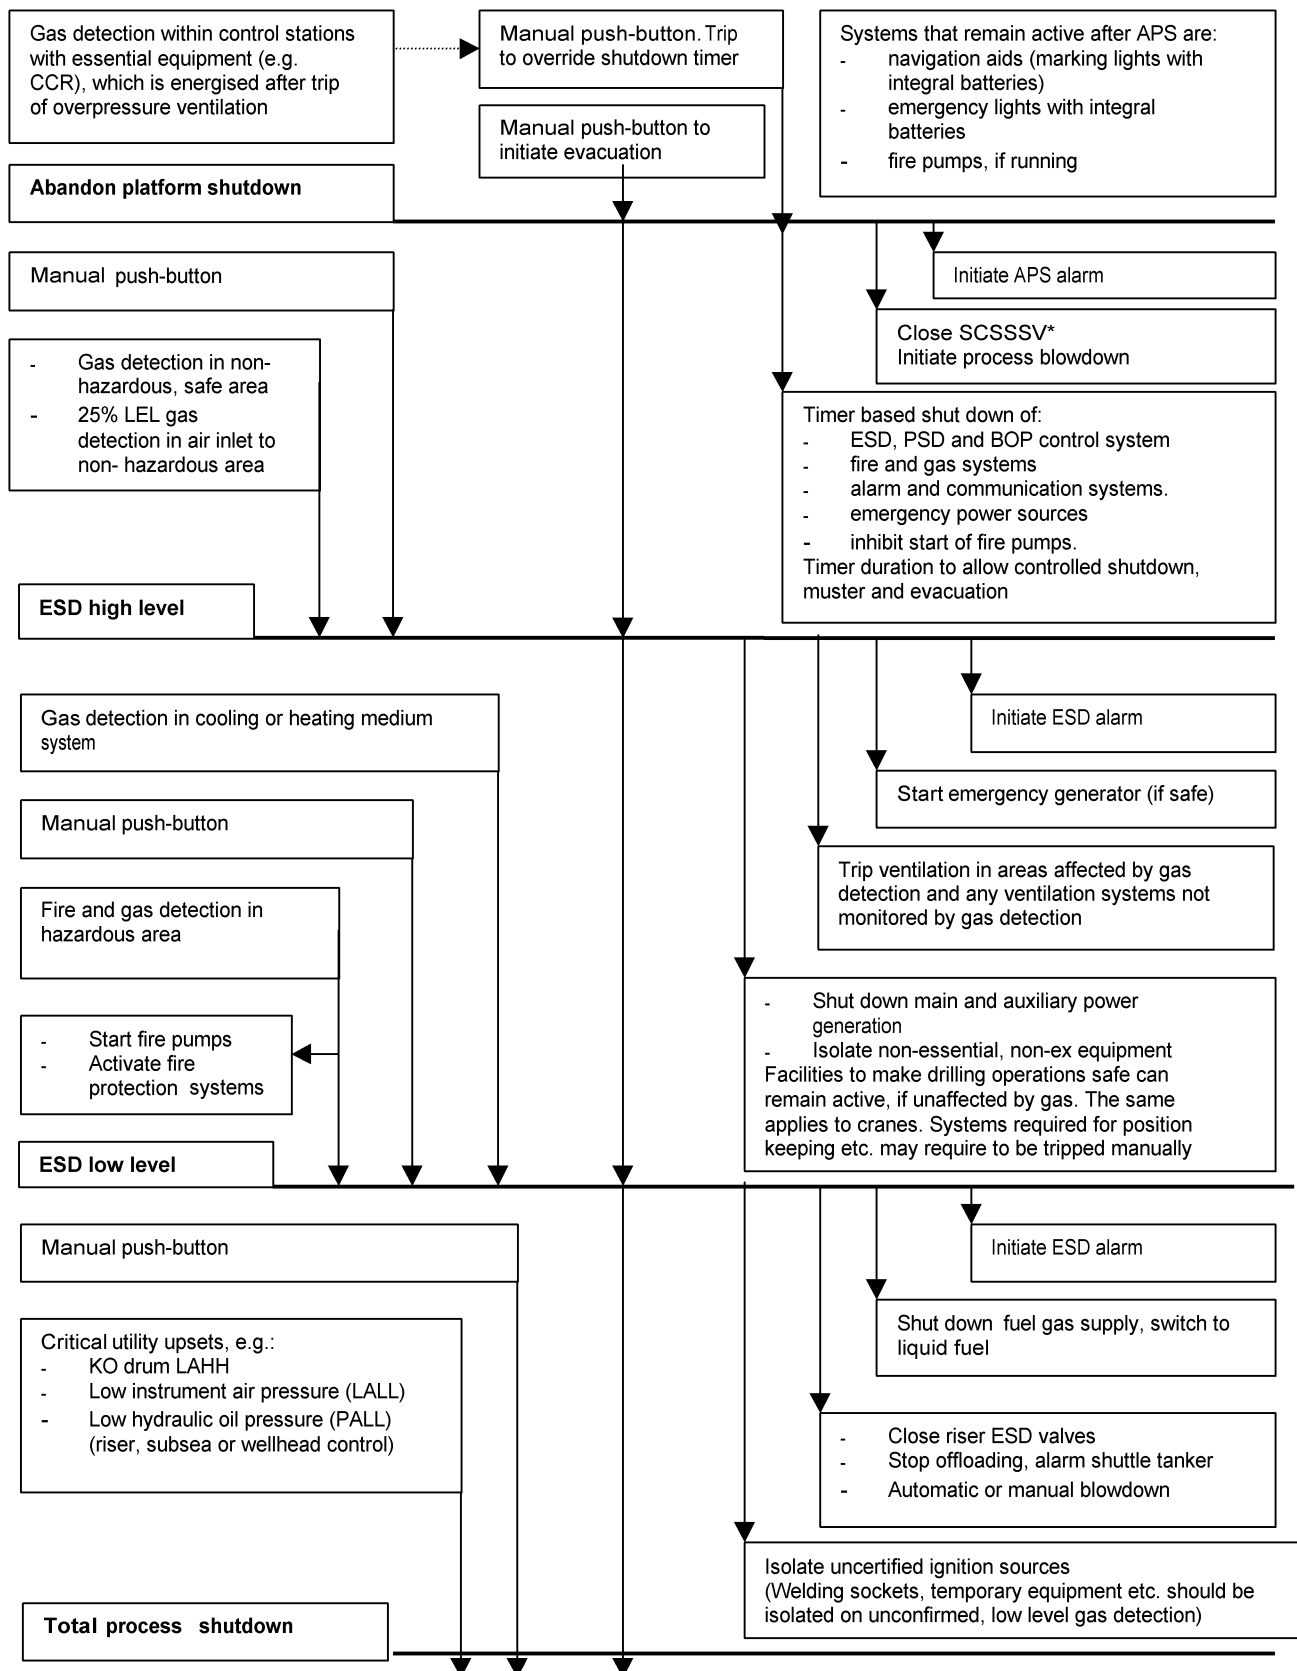 Gas detection within control stations
with essential equipment (e.g.
CCR), which is energised after trip
of overpressure ventilation
Manual push-button. Trip
to override shutdown timer
Manual push-button to
initiate evacuation
Systems that remain active after APS are:
- navigation aids (marking lights with
integral batteries)
- emergency lights with integral
batteries
- fire pumps, if running
Abandon platform shutdown
Manual push-button
Initiate APS alarm
Close SCSSSV*
Initiate process blowdown
- Gas detection in non-
hazardous, safe area
- 25% LEL gas
detection in air inlet to
non- hazardous area
Timer based shut down of:
- ESD, PSD and BOP control system
- fire and gas systems
- alarm and communication systems.
- emergency power sources
- inhibit start of fire pumps.
Timer duration to allow controlled shutdown,
muster and evacuation
ESD high level
Gas detection in cooling or heating medium
system
Initiate ESD alarm
Start emergency generator (if safe)
Manual push-button
Trip ventilation in areas affected by gas
detection and any ventilation systems not
monitored by gas detection
Fire and gas detection in
hazardous area
- Start fire pumps
- Activate fire
protection systems
- Shut down main and auxiliary power
generation
- Isolate non-essential, non-ex equipment
Facilities to make drilling operations safe can
remain active, if unaffected by gas. The same
applies to cranes. Systems required for position
keeping etc. may require to be tripped manually
ESD low level
Manual push-button
Initiate ESD alarm
Shut down fuel gas supply, switch to
liquid fuel
Critical utility upsets, e.g.:
- KO drum LAHH
- Low instrument air pressure (LALL)
- Low hydraulic oil pressure (PALL)
(riser, subsea or wellhead control)
- Close riser ESD valves
- Stop offloading, alarm shuttle tanker
- Automatic or manual blowdown
Isolate uncertified ignition sources
(Welding sockets, temporary equipment etc. should be
isolated on unconfirmed, low level gas detection)
Total process shutdown